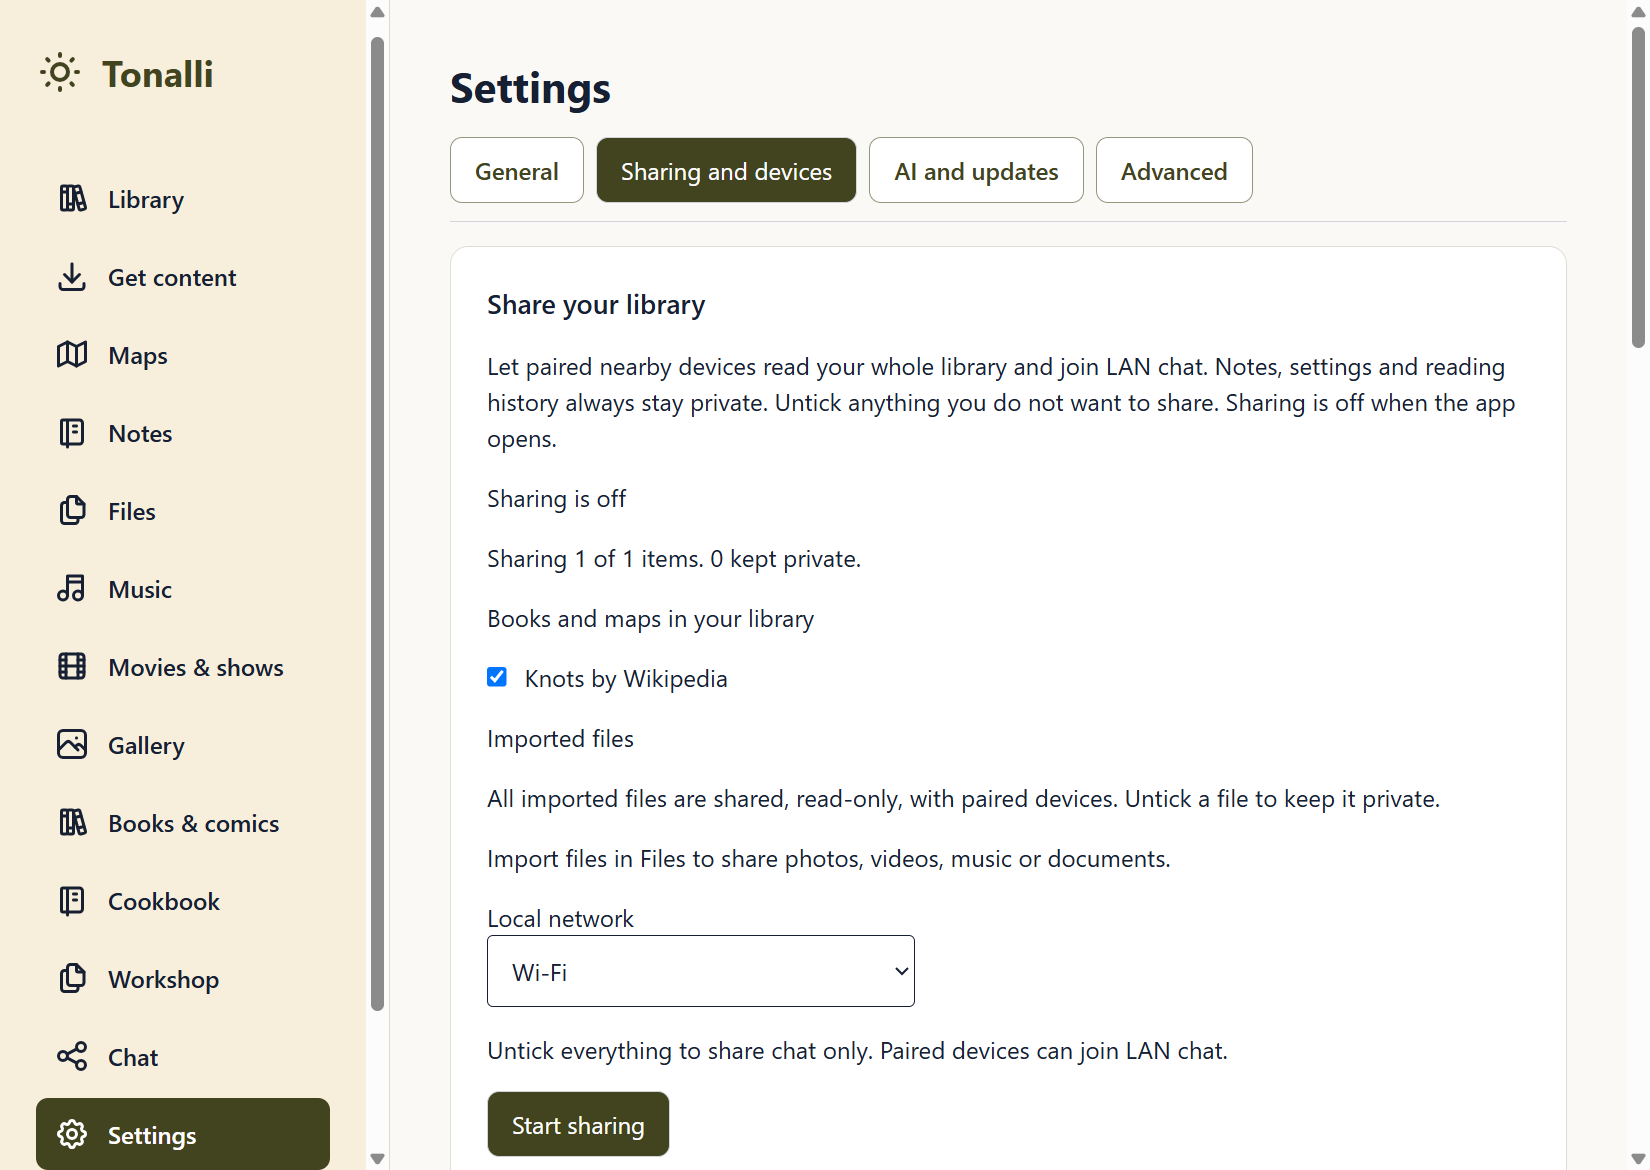 Tonalli
Library
Get content
Maps
Notes
Files
Music
Movies & shows
Gallery
Books & comics
Cookbook
Workshop
Chat
Settings
Settings
General
Sharing and devices
AI and updates
Advanced
Share your library
Let paired nearby devices read your whole library and join LAN chat. Notes, settings and reading
history always stay private. Untick anything you do not want to share. Sharing is off when the app
opens.
Sharing is off
Sharing 1 of 1 items. 0 kept private.
Books and maps in your library
Knots by Wikipedia
Imported files
All imported files are shared, read-only, with paired devices. Untick a file to keep it private.
Import files in Files to share photos, videos, music or documents.
Local network
Wi-Fi
Untick everything to share chat only. Paired devices can join LAN chat.
Start sharing